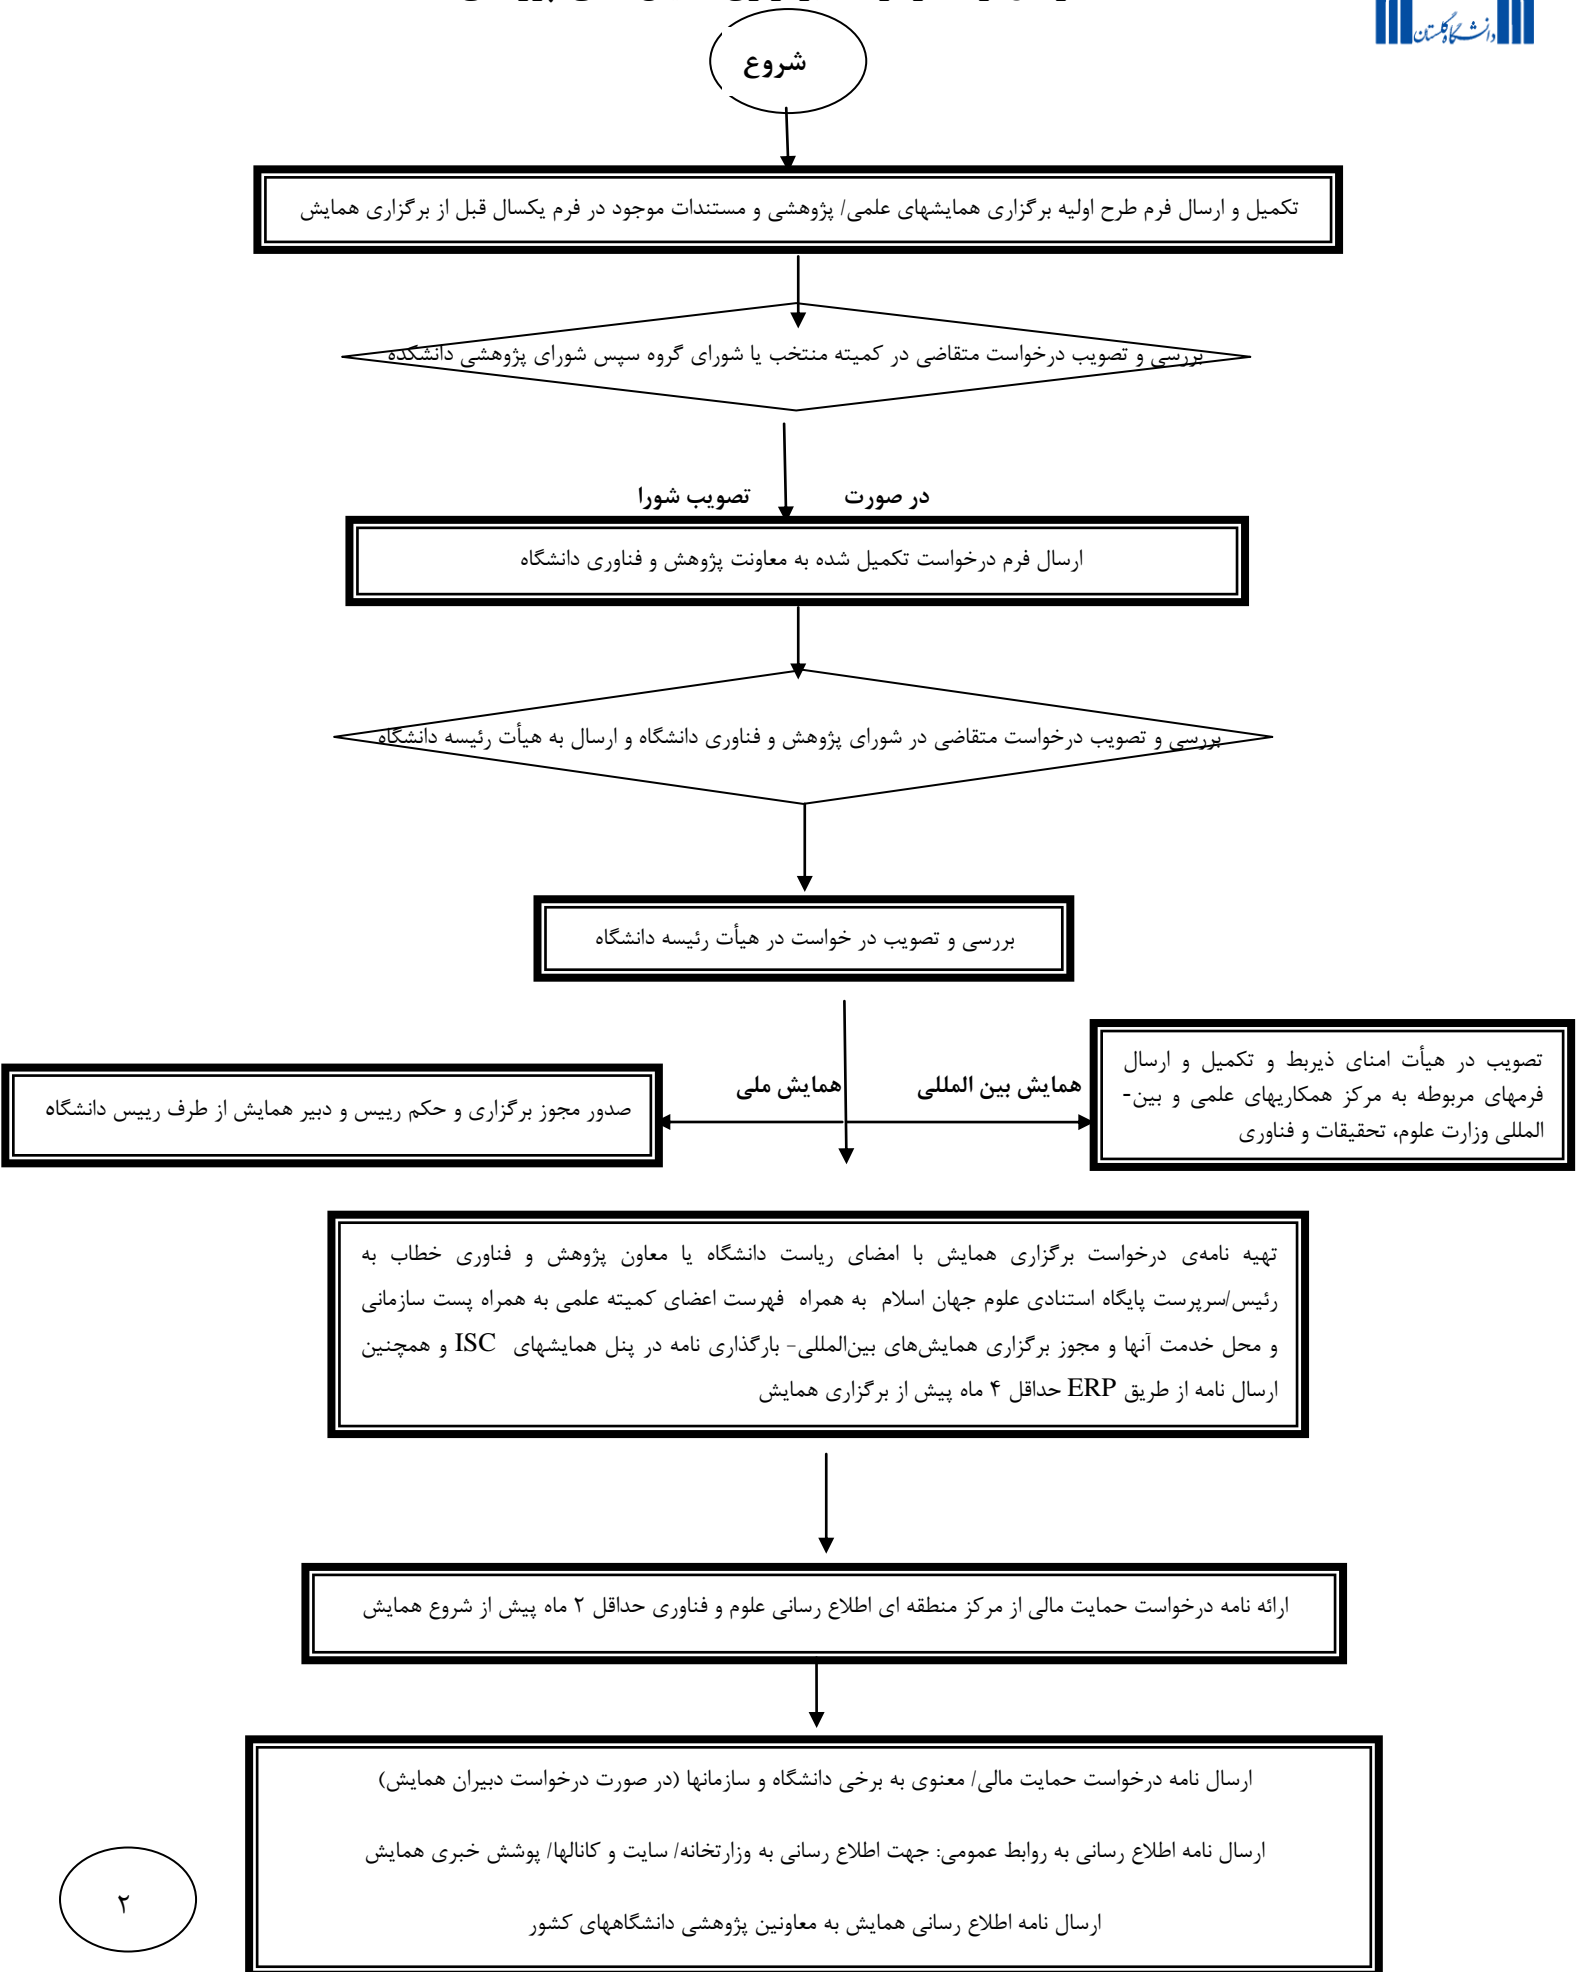 دانشگاه گلستان
شروع
تکمیل و ارسال فرم طرح اولیه برگزاری همایشهای علمی/ پژوهشی و مستندات موجود در فرم یکسال قبل از برگزاری همایش
بررسی و تصویب درخواست متقاضی در کمیته منتخب یا شورای گروه سپس شورای پژوهشی دانشکده
در صورت تصویب شورا
ارسال فرم درخواست تکمیل شده به معاونت پژوهش و فناوری دانشگاه
بررسی و تصویب درخواست متقاضی در شورای پژوهش و فناوری دانشگاه و ارسال به هیأت رئیسه دانشگاه
بررسی و تصویب در خواست در هیأت رئیسه دانشگاه
همایش بین المللی
همایش ملی
تصویب در هیأت امنای ذیربط و تکمیل و ارسال
فرمهای مربوطه به مرکز همکاریهای علمی و بین-
المللی وزارت علوم، تحقیقات و فناوری
صدور مجوز برگزاری و حکم رییس و دبیر همایش از طرف رییس دانشگاه
تهیه نامه‌ی درخواست برگزاری همایش با امضای ریاست دانشگاه یا معاون پژوهش و فناوری خطاب به
رئیس/سرپرست پایگاه استنادی علوم جهان اسلام به همراه فهرست اعضای کمیته علمی به همراه پست سازمانی
و محل خدمت آنها و مجوز برگزاری همایش‌های بین‌المللی- بارگذاری نامه در پنل همایشهای ISC و همچنین
ارسال نامه از طریق ERP حداقل ۴ ماه پیش از برگزاری همایش
ارائه نامه درخواست حمایت مالی از مرکز منطقه ای اطلاع رسانی علوم و فناوری حداقل ۲ ماه پیش از شروع همایش
ارسال نامه درخواست حمایت مالی/ معنوی به برخی دانشگاه و سازمانها (در صورت درخواست دبیران همایش)
ارسال نامه اطلاع رسانی به روابط عمومی: جهت اطلاع رسانی به وزارتخانه/ سایت و کانالها/ پوشش خبری همایش
ارسال نامه اطلاع رسانی همایش به معاونین پژوهشی دانشگاههای کشور
۲